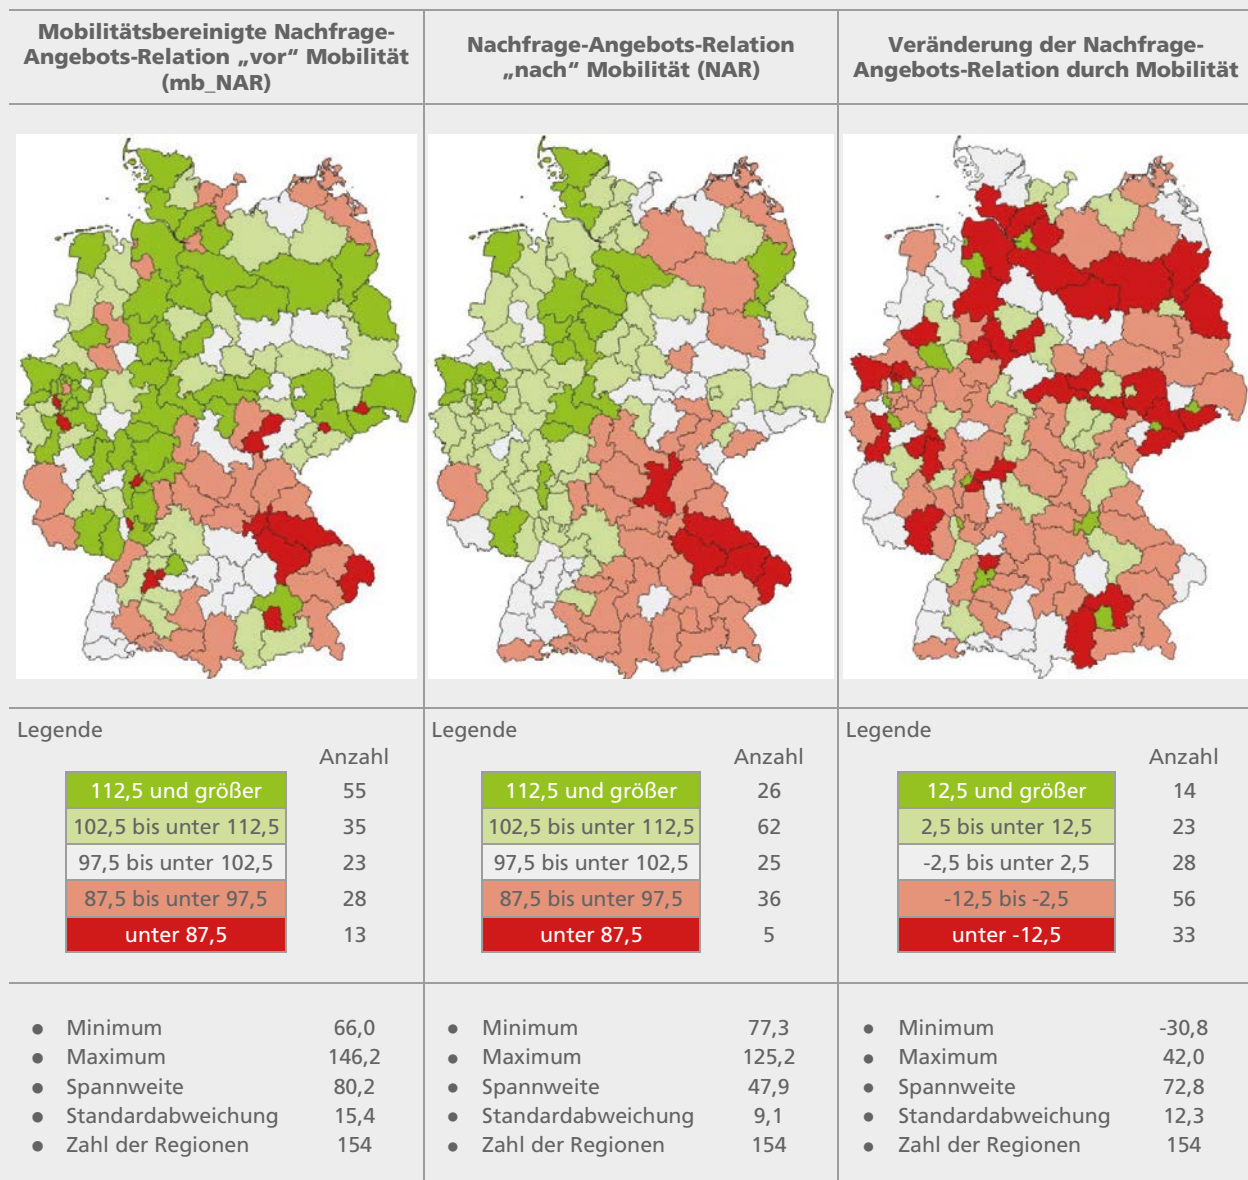 Mobilitätsbereinigte Nachfrage-
Angebots-Relation „vor“ Mobilität
(mb_NAR)
Nachfrage-Angebots-Relation
„nach“ Mobilität (NAR)
Veränderung der Nachfrage-
Angebots-Relation durch Mobilität
Legende
Anzahl
112,5 und größer 55
102,5 bis unter 112,5 35
97,5 bis unter 102,5 23
87,5 bis unter 97,5 28
unter 87,5 13
Legende
Anzahl
112,5 und größer 26
102,5 bis unter 112,5 62
97,5 bis unter 102,5 25
87,5 bis unter 97,5 36
unter 87,5 5
Legende
Anzahl
12,5 und größer 14
2,5 bis unter 12,5 23
-2,5 bis unter 2,5 28
-12,5 bis -2,5 56
unter -12,5 33
● Minimum 66,0
● Maximum 146,2
● Spannweite 80,2
● Standardabweichung 15,4
● Zahl der Regionen 154
● Minimum 77,3
● Maximum 125,2
● Spannweite 47,9
● Standardabweichung 9,1
● Zahl der Regionen 154
● Minimum -30,8
● Maximum 42,0
● Spannweite 72,8
● Standardabweichung 12,3
● Zahl der Regionen 154